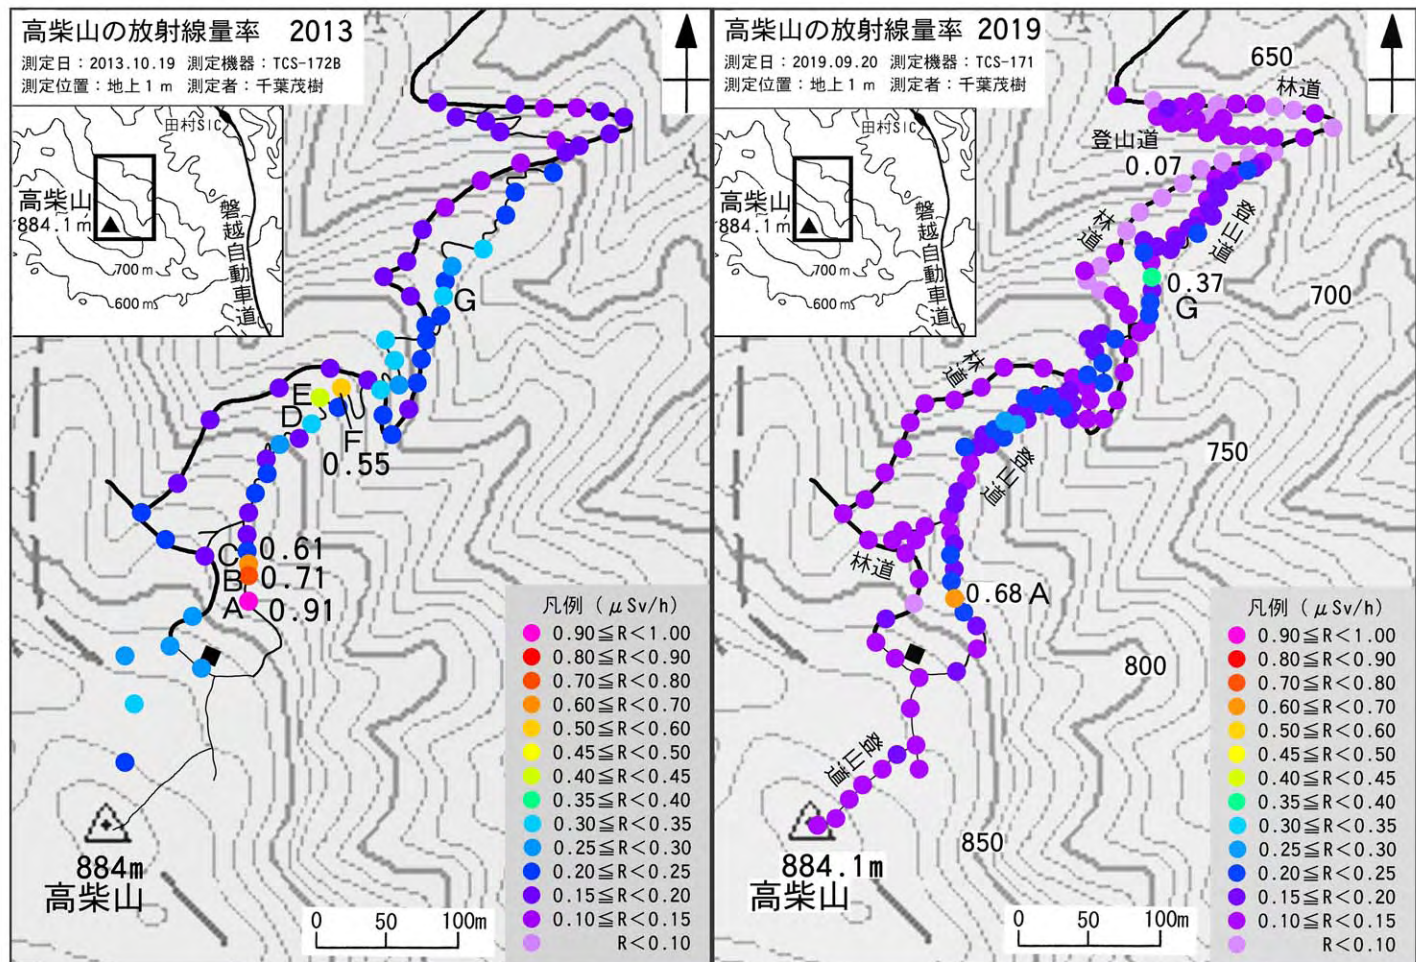 高柴山の放射線量率 2013
測定日：2013.10.19 測定機器：TCS-172B
測定位置：地上1m 測定者：千葉茂樹
田村SIC
高柴山
884.1m
700m
600ms
磐越自動車道
G
E
D
F
0.55
C 0.61
B 0.71
A 0.91
884m
高柴山
0 50 100m
凡例（μSv/h）
0.90≦R＜1.00
0.80≦R＜0.90
0.70≦R＜0.80
0.60≦R＜0.70
0.50≦R＜0.60
0.45≦R＜0.50
0.40≦R＜0.45
0.35≦R＜0.40
0.30≦R＜0.35
0.25≦R＜0.30
0.20≦R＜0.25
0.15≦R＜0.20
0.10≦R＜0.15
R＜0.10
高柴山の放射線量率 2019
測定日：2019.09.20 測定機器：TCS-171
測定位置：地上1m 測定者：千葉茂樹
田村SIC
高柴山
884.1m
700m
600ms
磐越自動車道
650
林道
登山道
0.07
林道
登山道
0.37
G
700
林道
750
登山道
林道
0.68 A
800
登山道
850
884.1m
高柴山
0 50 100m
凡例（μSv/h）
0.90≦R＜1.00
0.80≦R＜0.90
0.70≦R＜0.80
0.60≦R＜0.70
0.50≦R＜0.60
0.45≦R＜0.50
0.40≦R＜0.45
0.35≦R＜0.40
0.30≦R＜0.35
0.25≦R＜0.30
0.20≦R＜0.25
0.15≦R＜0.20
0.10≦R＜0.15
R＜0.10